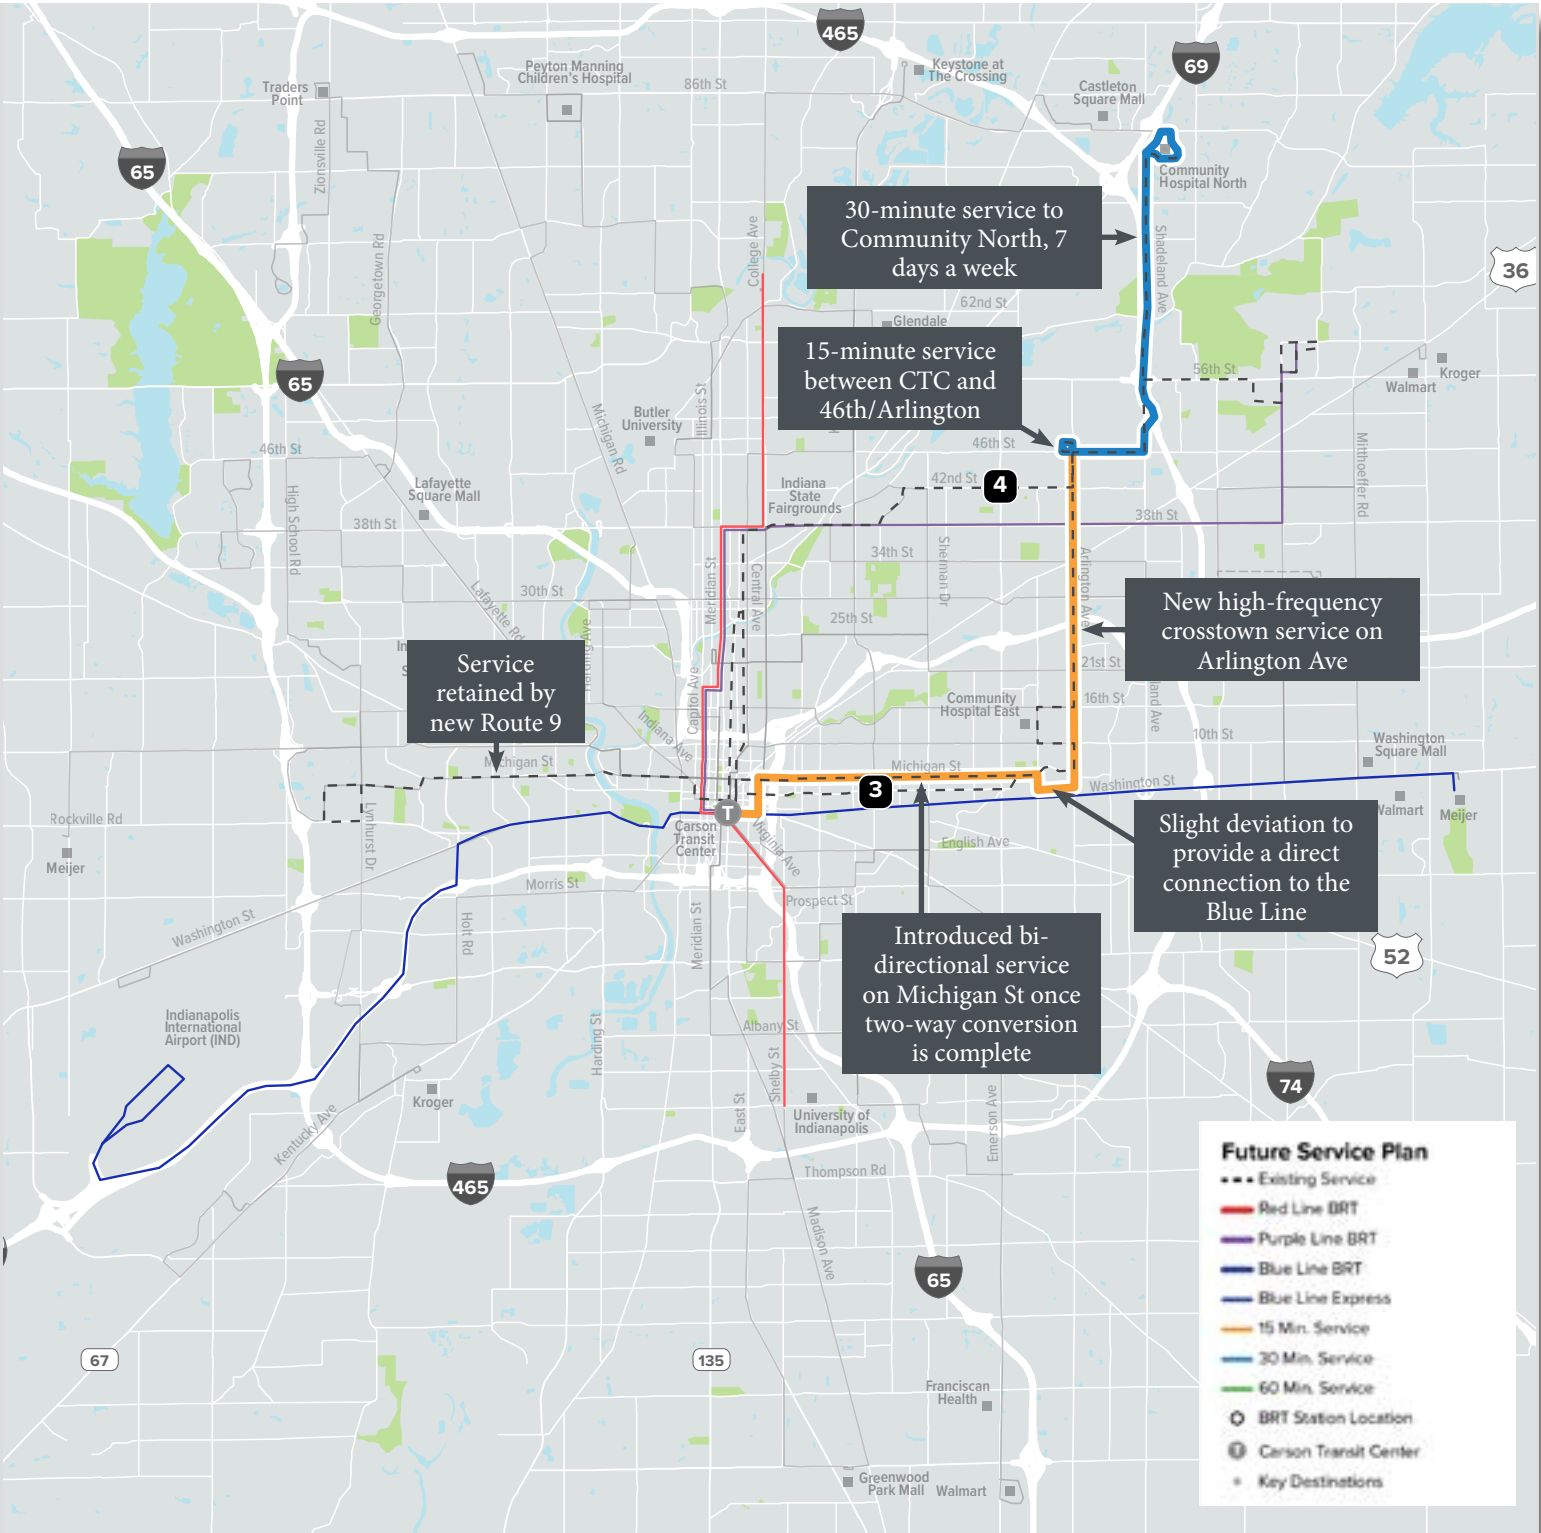 465
69
Peyton Manning
Children's Hospital
Keystone at
The Crossing
Traders
Point
86th St
Castleton
Square Mall
65
Zionsville Rd
Community
Hospital North
30-minute service to
Community North, 7
days a week
College Ave
Georgetown Rd
Shadeland Ave
36
62nd St
Glendale
15-minute service
between CTC and
46th/Arlington
65
56th St
Kroger
Walmart
Illinois St
Michigan Rd
Butler
University
46th St
46th St
Mitthoeffer Rd
Lafayette
Square Mall
High School Rd
42nd St
4
Indiana
State
Fairgrounds
38th St
38th St
34th St
Sherman Dr
Arlington Ave
Meridian St
Central Ave
30th St
Lafayette Rd
New high-frequency
crosstown service on
Arlington Ave
25th St
In
S
Harding Ave
Service
retained by
new Route 9
21st St
Capitol Ave
16th St
Community
Hospital East
land Ave
Indiana Ave
10th St
Washington
Square Mall
Michigan St
Michigan St
Washington St
3
T
Walmart
Meijer
Rockville Rd
Lynhurst Dr
Carson
Transit
Center
Virginia Ave
English Ave
Slight deviation to
provide a direct
connection to the
Blue Line
Meijer
Morris St
Prospect St
Washington St
Holt Rd
Meridian St
Introduced bi-
directional service
on Michigan St once
two-way conversion
is complete
52
Indianapolis
International
Airport (IND)
Harding St
Albany St
Shelby St
74
Kroger
East St
University of
Indianapolis
Emerson Ave
Kentucky Ave
465
Thompson Rd
Madison Ave
65
Future Service Plan
Existing Service
Red Line BRT
Purple Line BRT
Blue Line BRT
Blue Line Express
15 Min. Service
30 Min. Service
60 Min. Service
BRT Station Location
T Carson Transit Center
Key Destinations
67
135
Franciscan
Health
Greenwood
Park Mall
Walmart